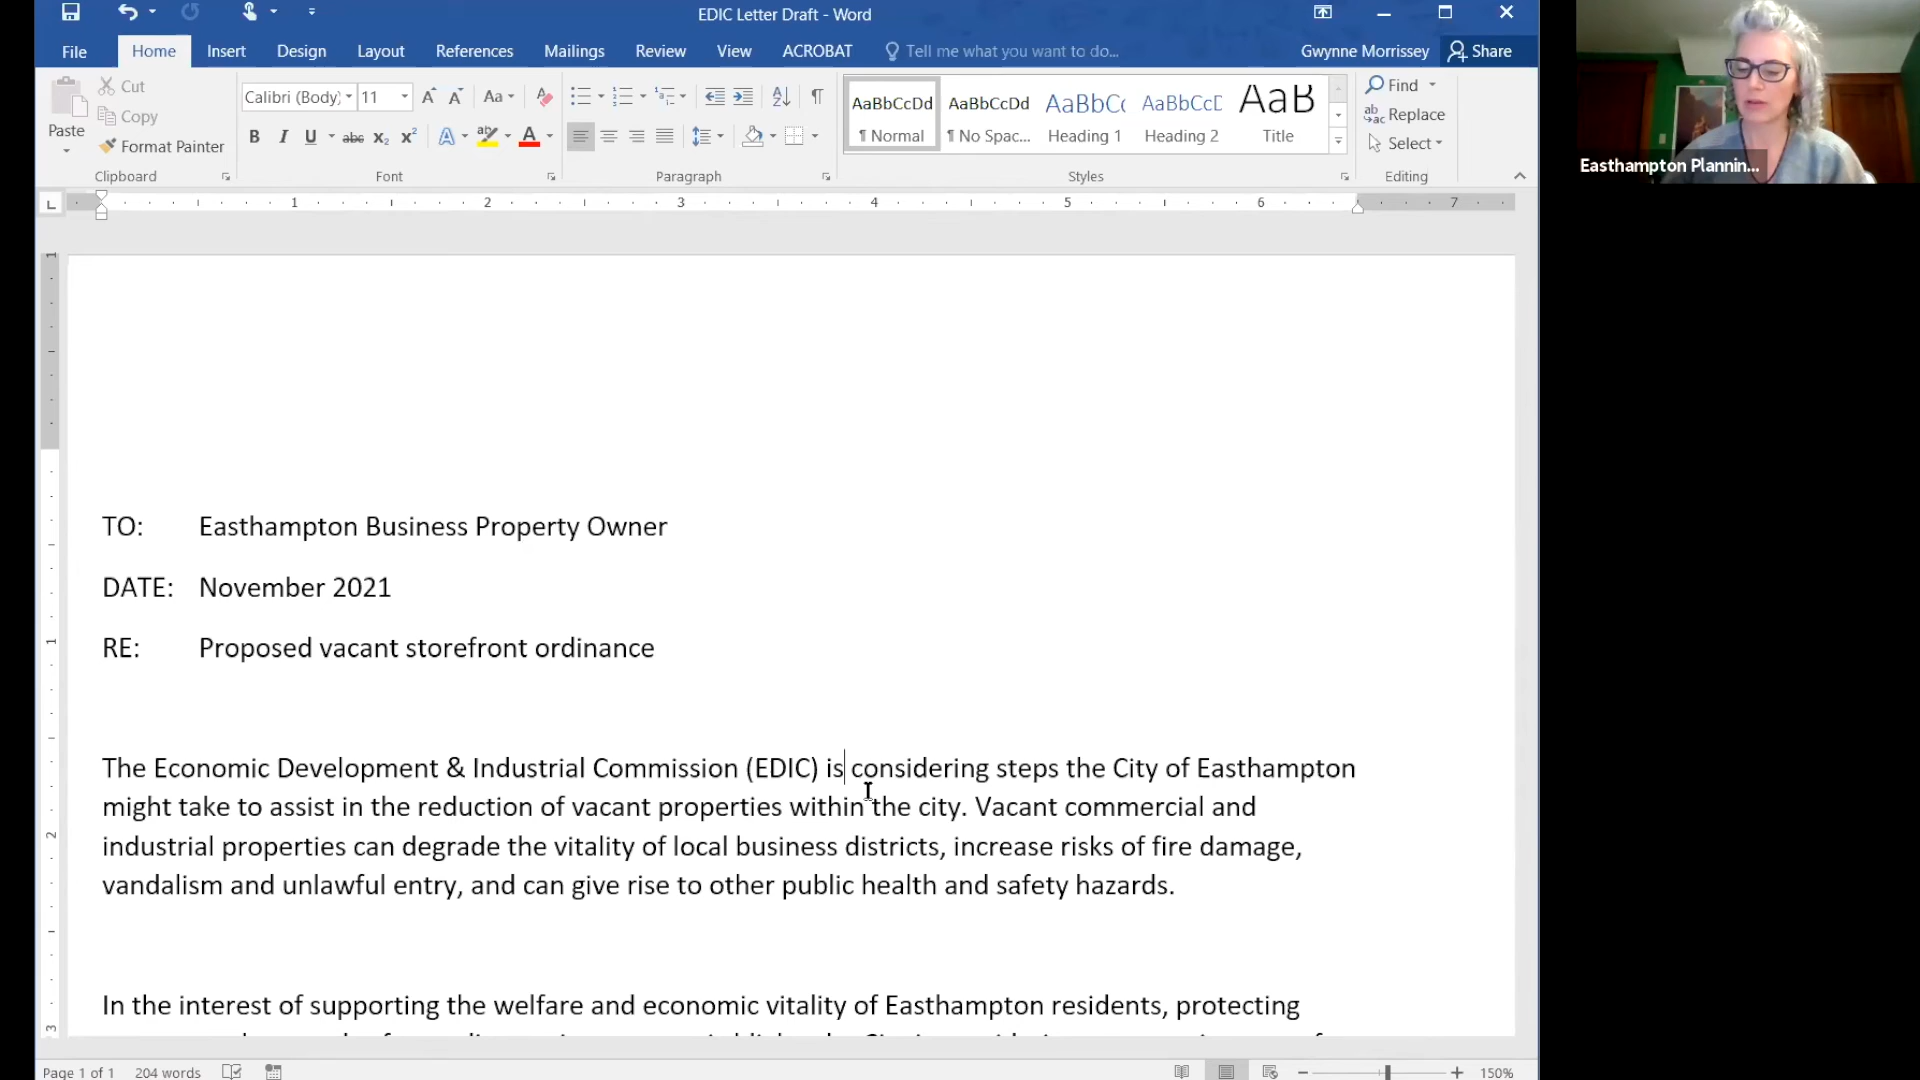 EDIC Letter Draft - Word
File Home Insert Design Layout References Mailings Review View ACROBAT Tell me what you want to do... Gwynne Morrissey Share
Cut
Copy
Format Painter
Paste
Calibri (Body) 11
AaBbCcDd AaBbCcDd AaBbCc AaBbCcD AaB
¶ Normal ¶ No Spac... Heading 1 Heading 2 Title
Find
Replace
Select
Clipboard Font Paragraph Styles Editing
Easthampton Plannin...
1 2 3 4 5 6 7
TO: Easthampton Business Property Owner
DATE: November 2021
RE: Proposed vacant storefront ordinance
The Economic Development & Industrial Commission (EDIC) is considering steps the City of Easthampton
might take to assist in the reduction of vacant properties within the city. Vacant commercial and
industrial properties can degrade the vitality of local business districts, increase risks of fire damage,
vandalism and unlawful entry, and can give rise to other public health and safety hazards.
In the interest of supporting the welfare and economic vitality of Easthampton residents, protecting
Page 1 of 1 204 words 150%